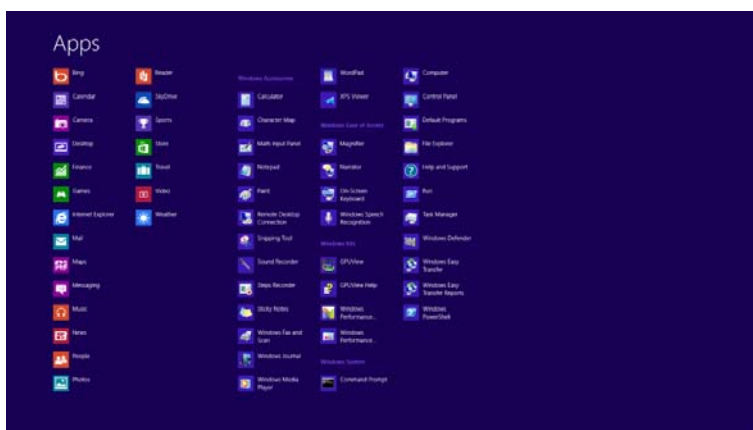 Apps
Bing
Calendar
Camera
Desktop
Finance
Games
Internet Explorer
Mail
Maps
Messaging
Music
News
People
Photos
Reader
SkyDrive
Sports
Store
Travel
Video
Weather
Windows Accessories
Calculator
Character Map
Math Input Panel
Notepad
Paint
Remote Desktop
Connection
Snipping Tool
Sound Recorder
Steps Recorder
Sticky Notes
Windows Fax and
Scan
Windows Journal
Windows Media
Player
WordPad
XPS Viewer
Windows Ease of Access
Magnifier
Narrator
On-Screen
Keyboard
Windows Speech
Recognition
Windows Kits
GPUView
GPUView Help
Windows
Performance...
Windows
Performance...
Windows System
Command Prompt
Computer
Control Panel
Default Programs
File Explorer
Help and Support
Run
Task Manager
Windows Defender
Windows Easy
Transfer
Windows Easy
Transfer Reports
Windows
PowerShell